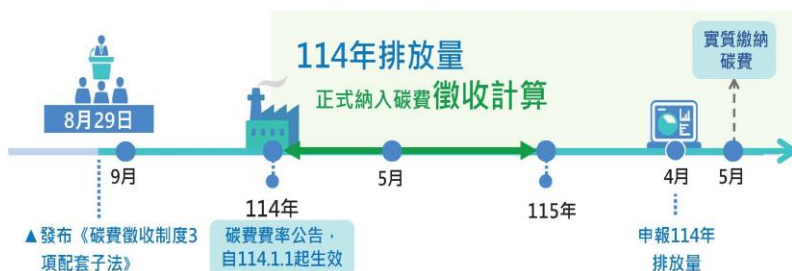 114年排放量
正式納入碳費徵收計算
實質繳納
碳費
8月29日
9月
114年
5月
115年
4月
5月
▲發布《碳費徵收制度3
項配套子法》
碳費費率公告，
自114.1.1起生效
申報114年
排放量